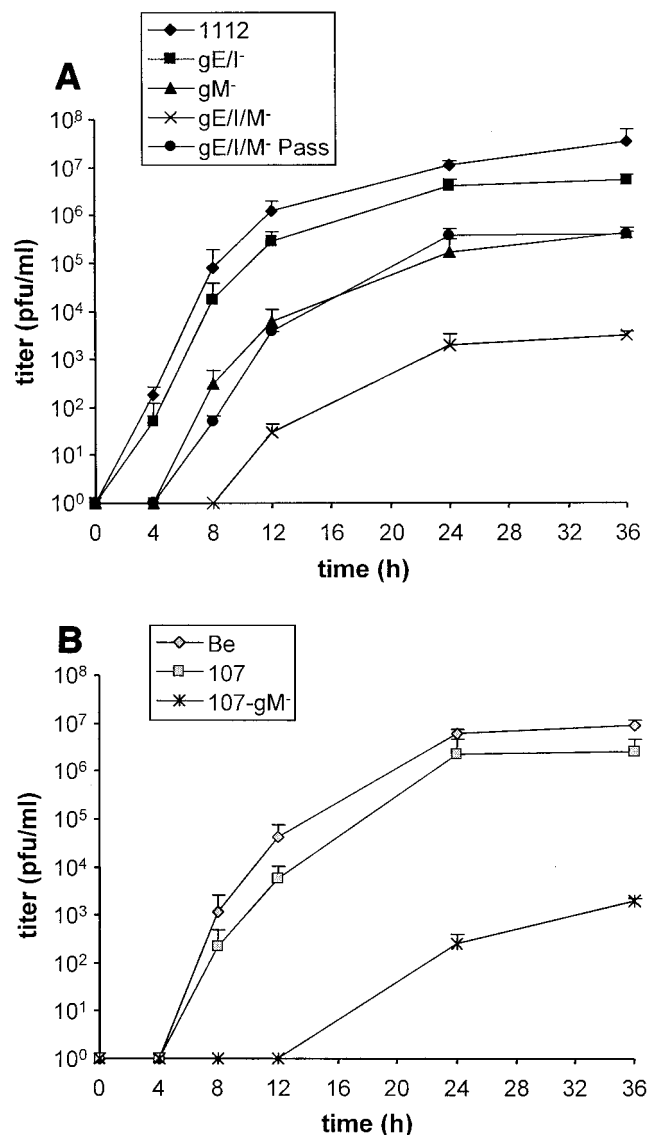 A
1112
gE/I⁻
gM⁻
gE/I/M⁻
gE/I/M⁻ Pass
titer (pfu/ml)
10⁸
10⁷
10⁶
10⁵
10⁴
10³
10²
10¹
10⁰
0 4 8 12 16 20 24 28 32 36
time (h)
B
Be
107
107-gM⁻
titer (pfu/ml)
10⁸
10⁷
10⁶
10⁵
10⁴
10³
10²
10¹
10⁰
0 4 8 12 16 20 24 28 32 36
time (h)